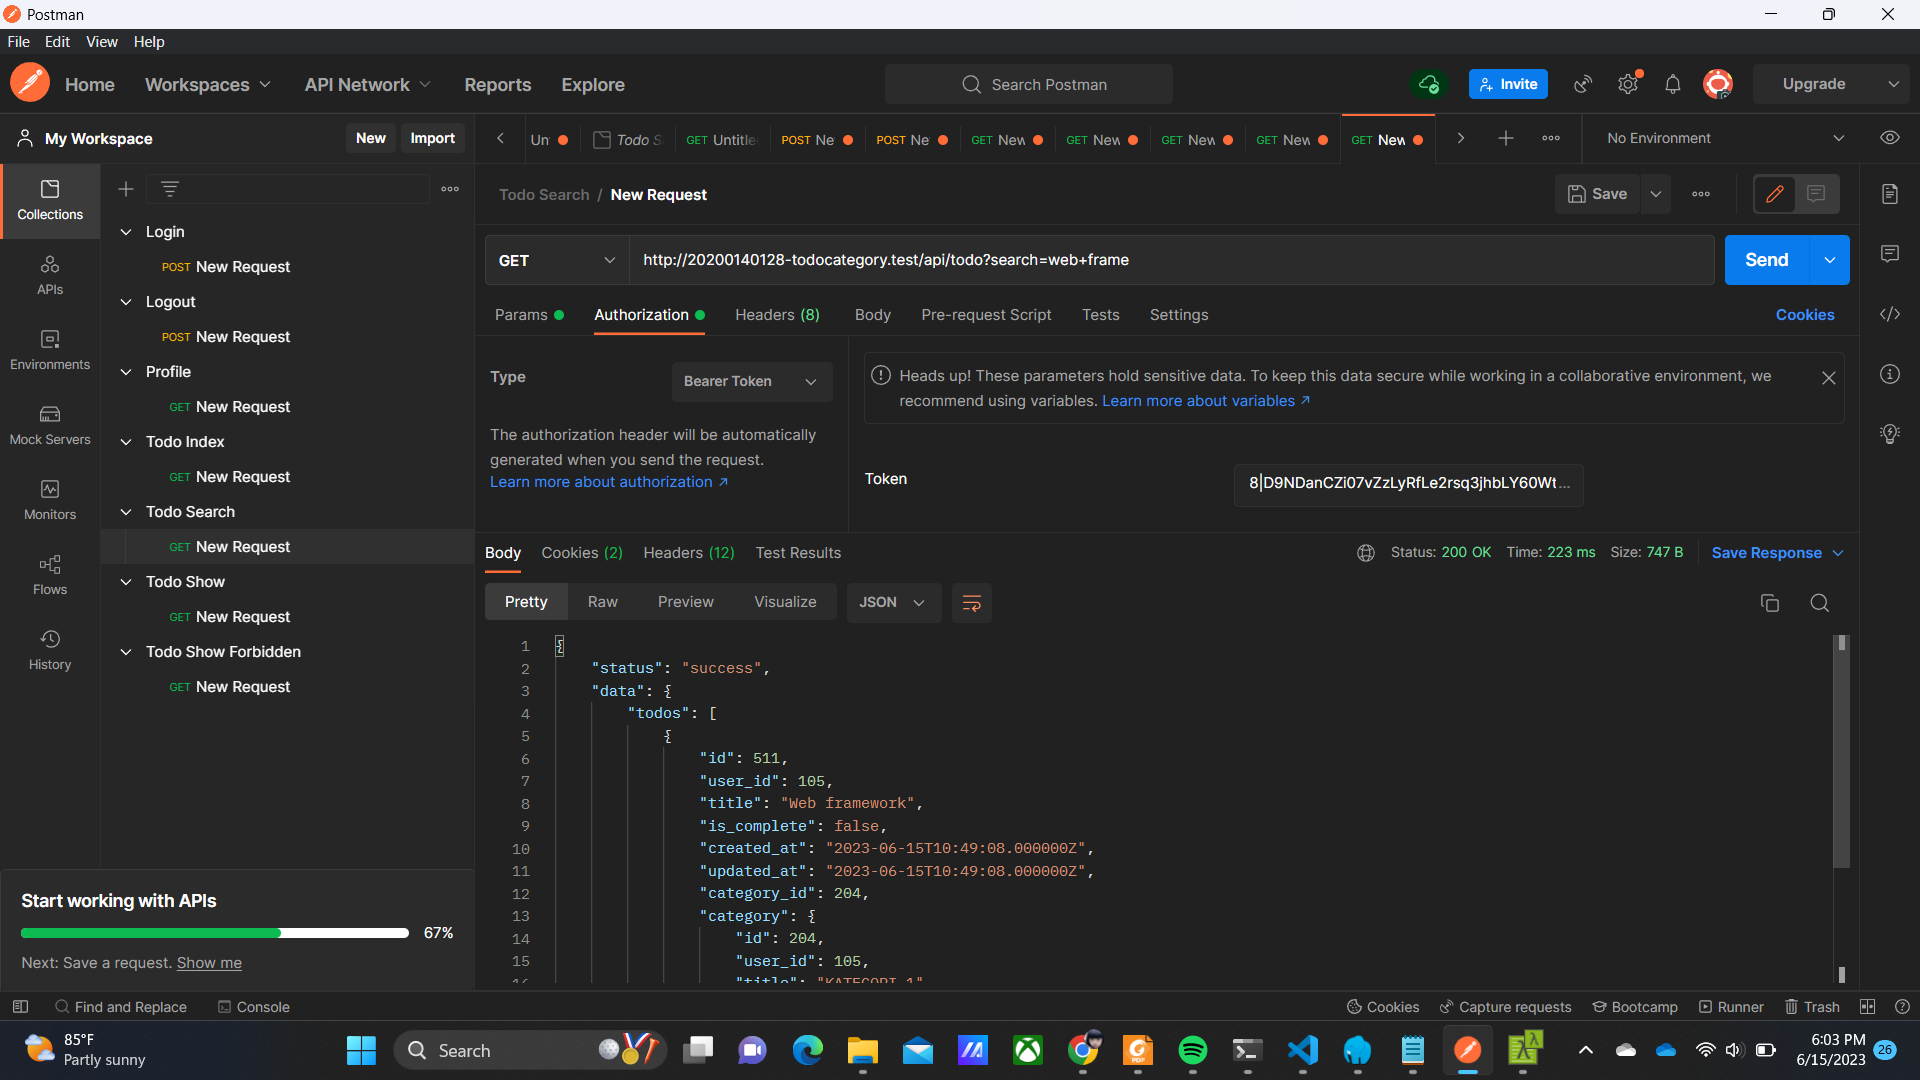 Postman
File Edit View Help
Home Workspaces API Network Reports Explore Search Postman Invite Upgrade
My Workspace New Import
Un Todo S GET Untitle POST Ne POST Ne GET New GET New GET New GET New GET New No Environment
Collections
APIs
Environments
Mock Servers
Monitors
Flows
History
Login
POST New Request
Logout
POST New Request
Profile
GET New Request
Todo Index
GET New Request
Todo Search
GET New Request
Todo Show
GET New Request
Todo Show Forbidden
GET New Request
Start working with APIs
67%
Next: Save a request. Show me
Todo Search / New Request Save
GET http://20200140128-todocategory.test/api/todo?search=web+frame Send
Params Authorization Headers (8) Body Pre-request Script Tests Settings Cookies
Type Bearer Token
The authorization header will be automatically
generated when you send the request.
Learn more about authorization ↗
Heads up! These parameters hold sensitive data. To keep this data secure while working in a collaborative environment, we
recommend using variables. Learn more about variables ↗
Token 8|D9NDanCZi07vZzLyRfLe2rsq3jhbLY60Wt...
Body Cookies (2) Headers (12) Test Results Status: 200 OK Time: 223 ms Size: 747 B Save Response
Pretty Raw Preview Visualize JSON
1 {
2 "status": "success",
3 "data": {
4 "todos": [
5 {
6 "id": 511,
7 "user_id": 105,
8 "title": "Web framework",
9 "is_complete": false,
10 "created_at": "2023-06-15T10:49:08.000000Z",
11 "updated_at": "2023-06-15T10:49:08.000000Z",
12 "category_id": 204,
13 "category": {
14 "id": 204,
15 "user_id": 105,
16 "title": "KATEGORI 1"
Find and Replace Console Cookies Capture requests Bootcamp Runner Trash
85°F
Partly sunny
Search
PDF
6:03 PM
6/15/2023
26